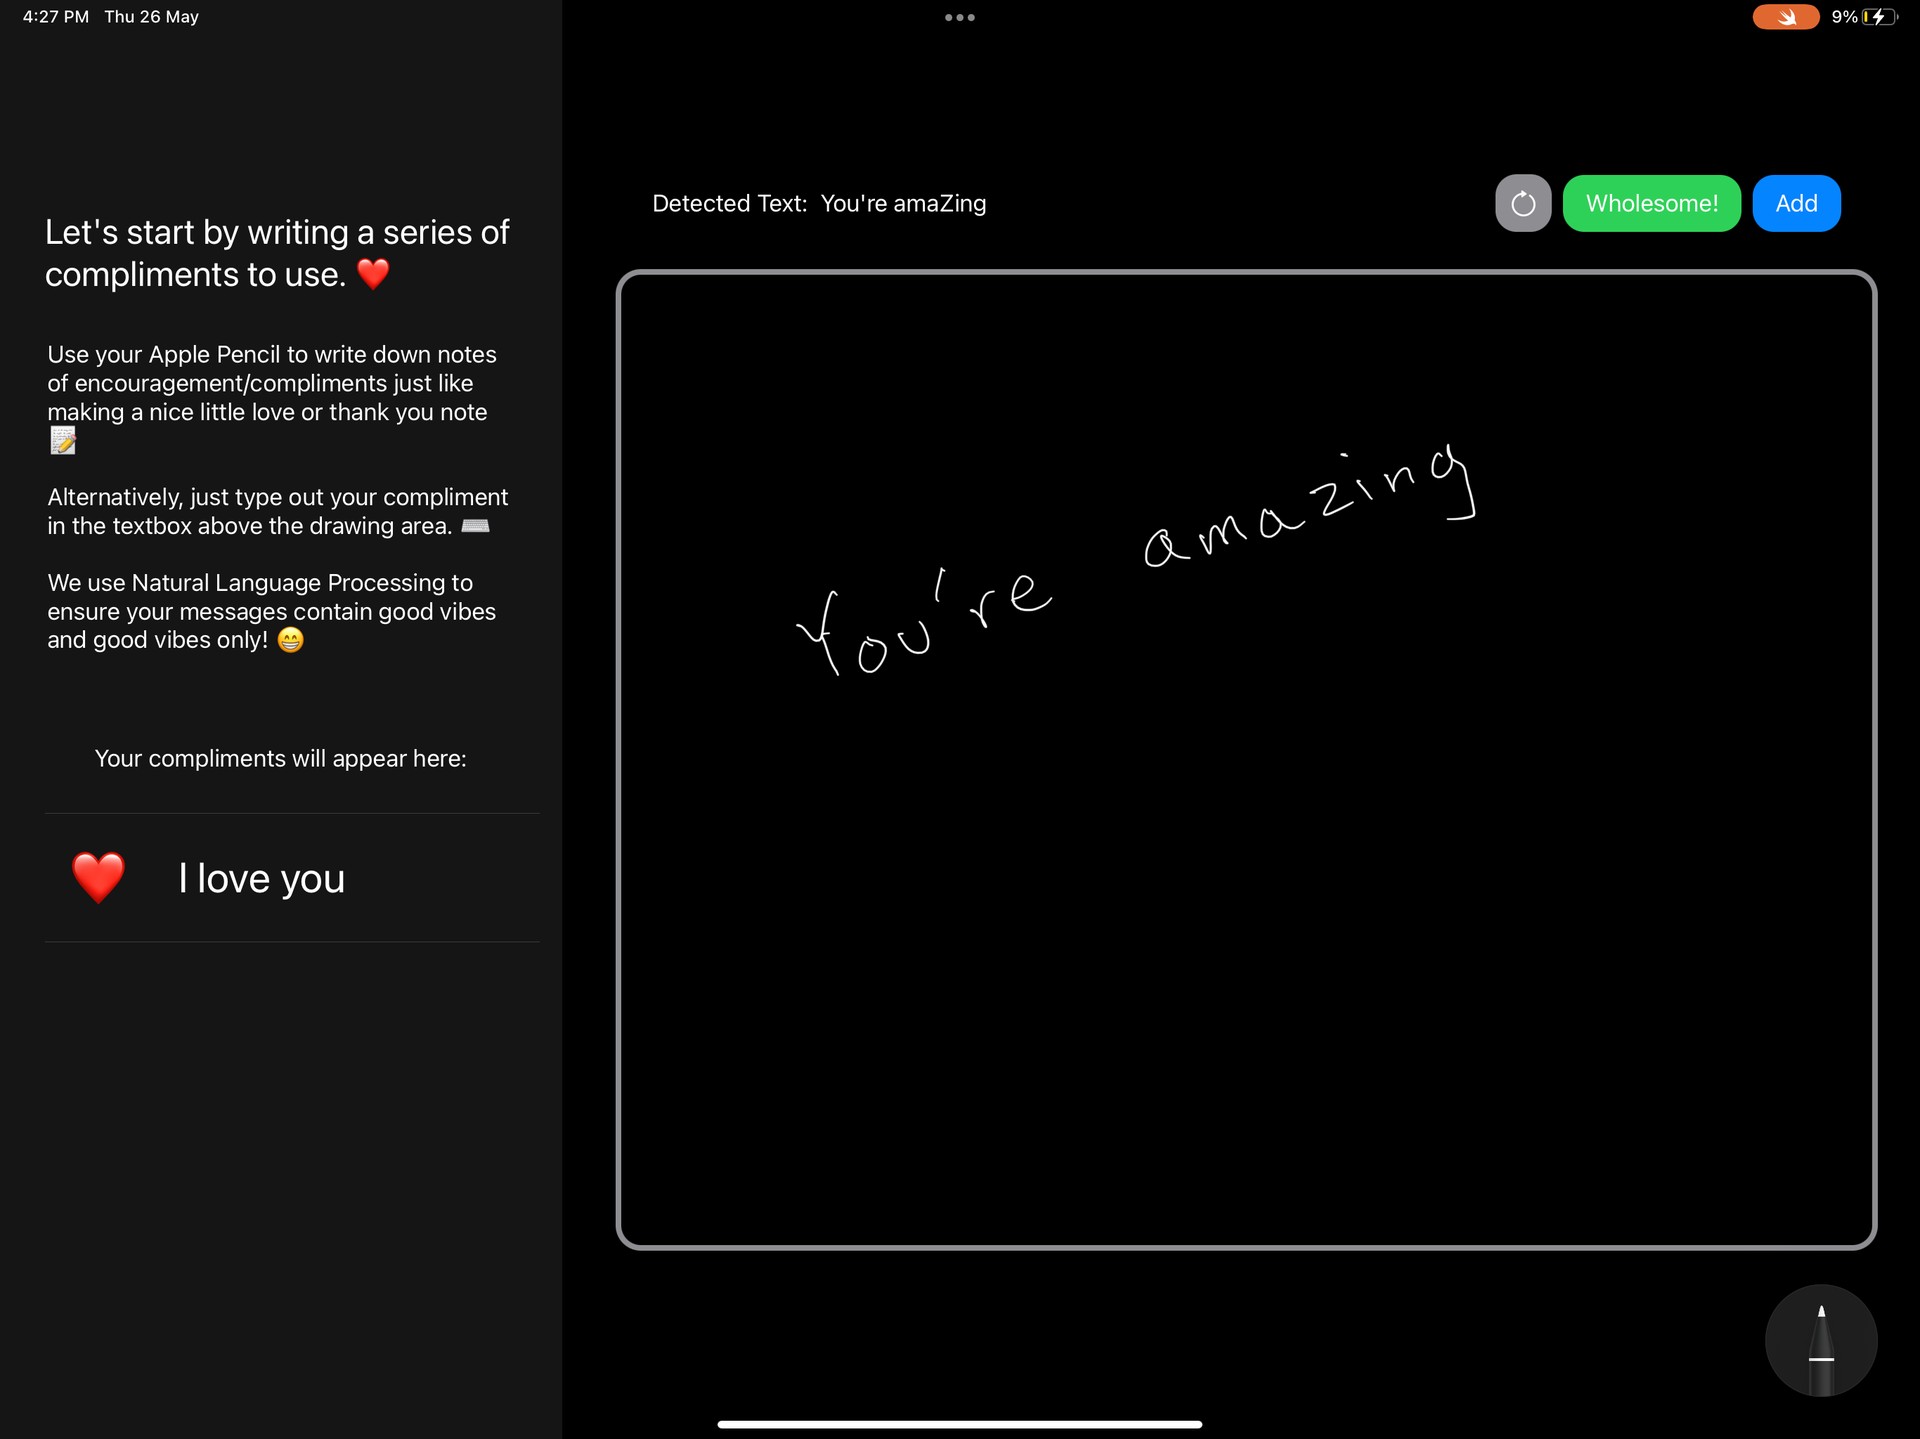 4:27 PM Thu 26 May
9%
Let's start by writing a series of
compliments to use. ❤️
Use your Apple Pencil to write down notes
of encouragement/compliments just like
making a nice little love or thank you note
📝
Alternatively, just type out your compliment
in the textbox above the drawing area. ⌨️
We use Natural Language Processing to
ensure your messages contain good vibes
and good vibes only! 😁
Your compliments will appear here:
❤️ I love you
Detected Text: You're amaZing
Wholesome!
Add
You're amazing